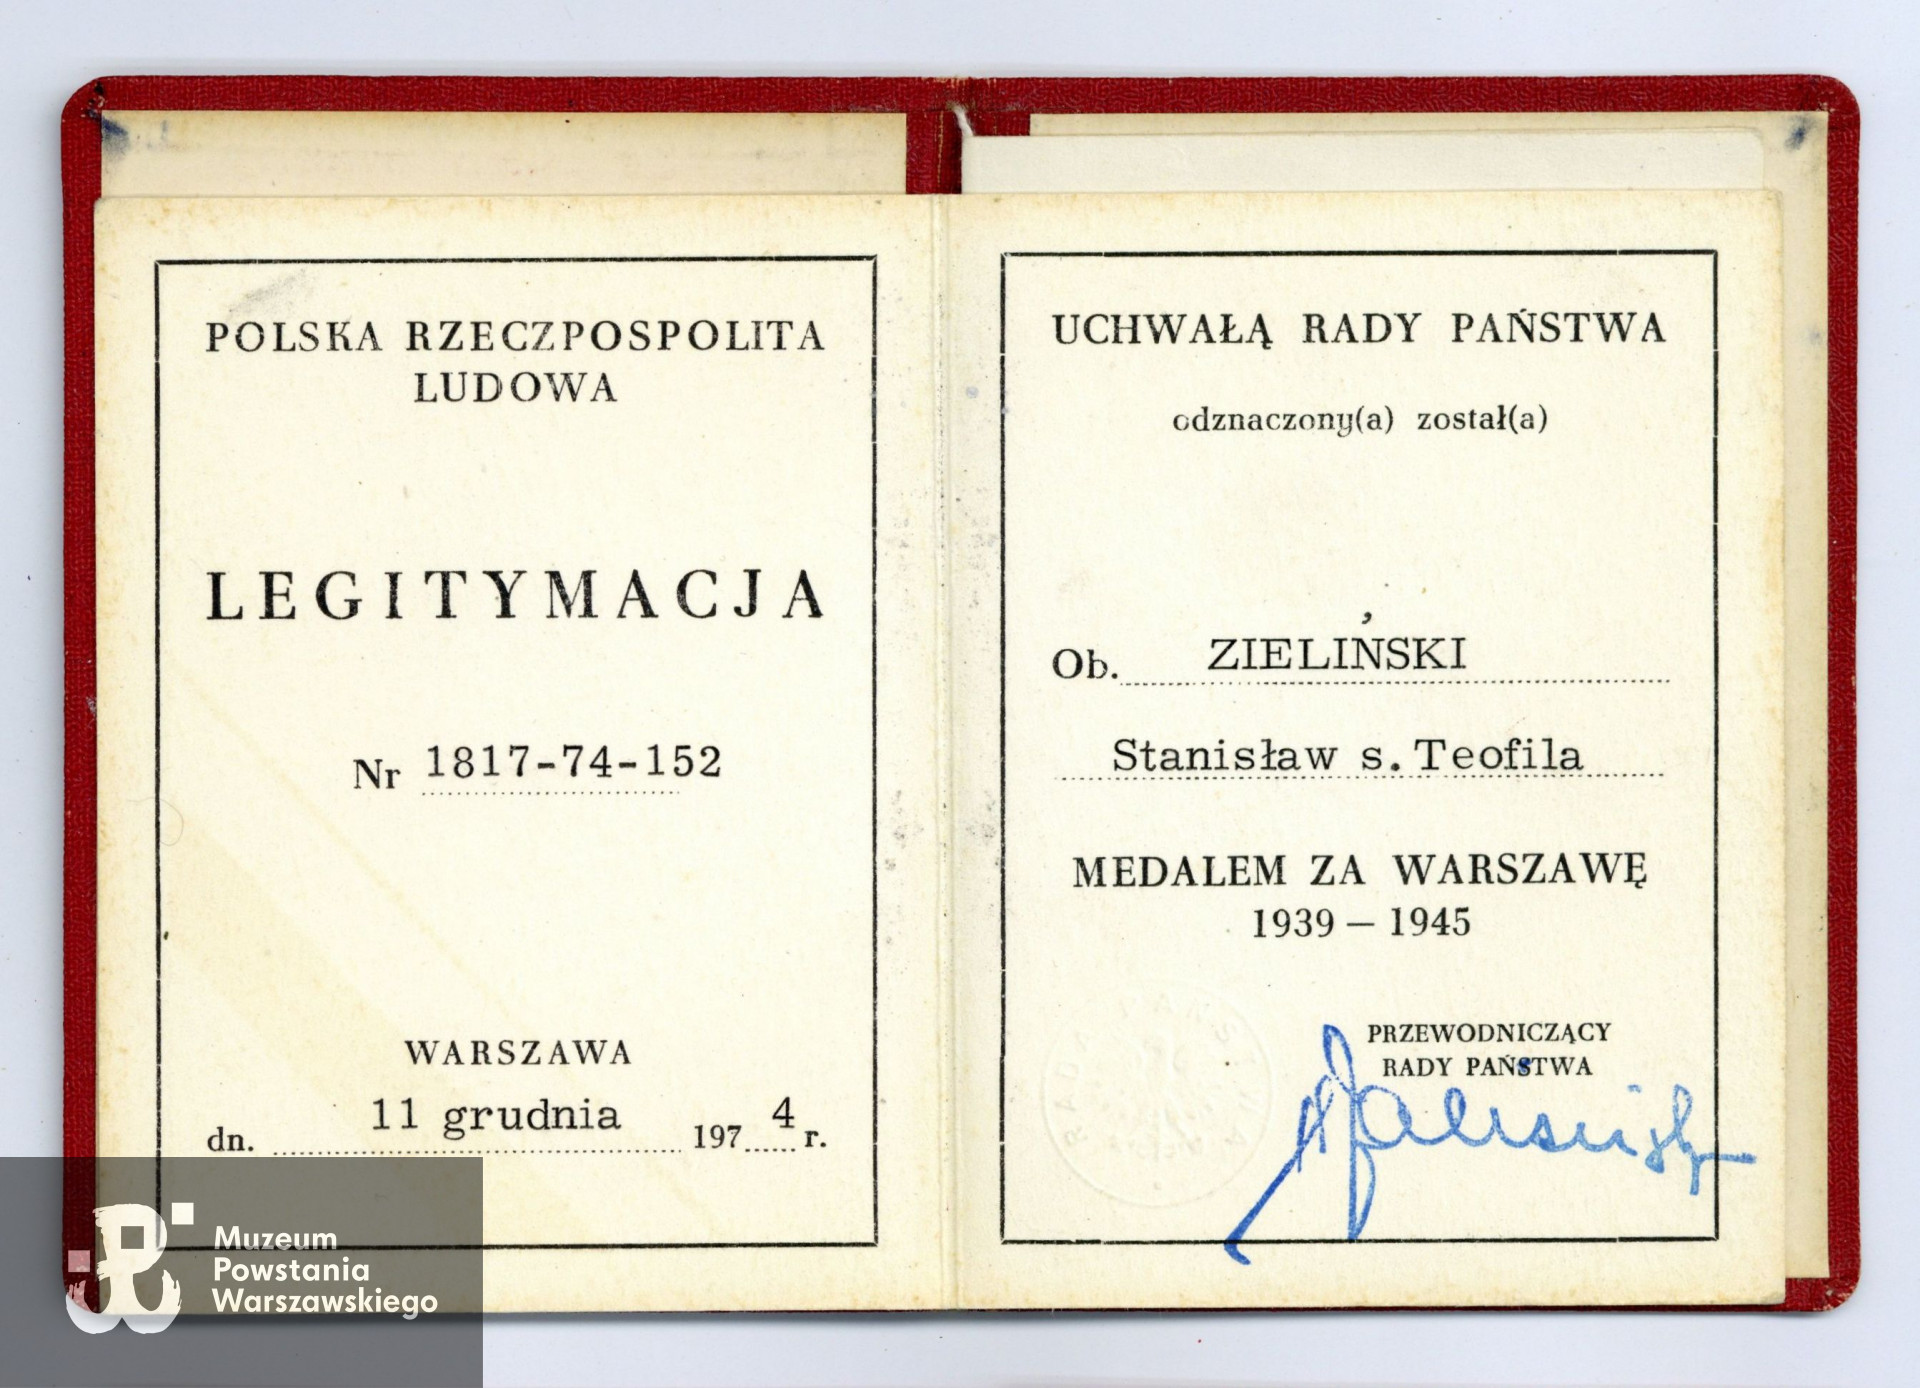 POLSKA RZECZPOSPOLITA
LUDOWA
LEGITYMACJA
Nr 1817-74-152
WARSZAWA
dn. 11 grudnia 1974 r.
UCHWAŁĄ RADY PAŃSTWA
odznaczony(a) został(a)
Ob. ZIELIŃSKI
Stanisław s. Teofila
MEDALEM ZA WARSZAWĘ
1939 – 1945
PRZEWODNICZĄCY
RADY PAŃSTWA
Muzeum
Powstania
Warszawskiego